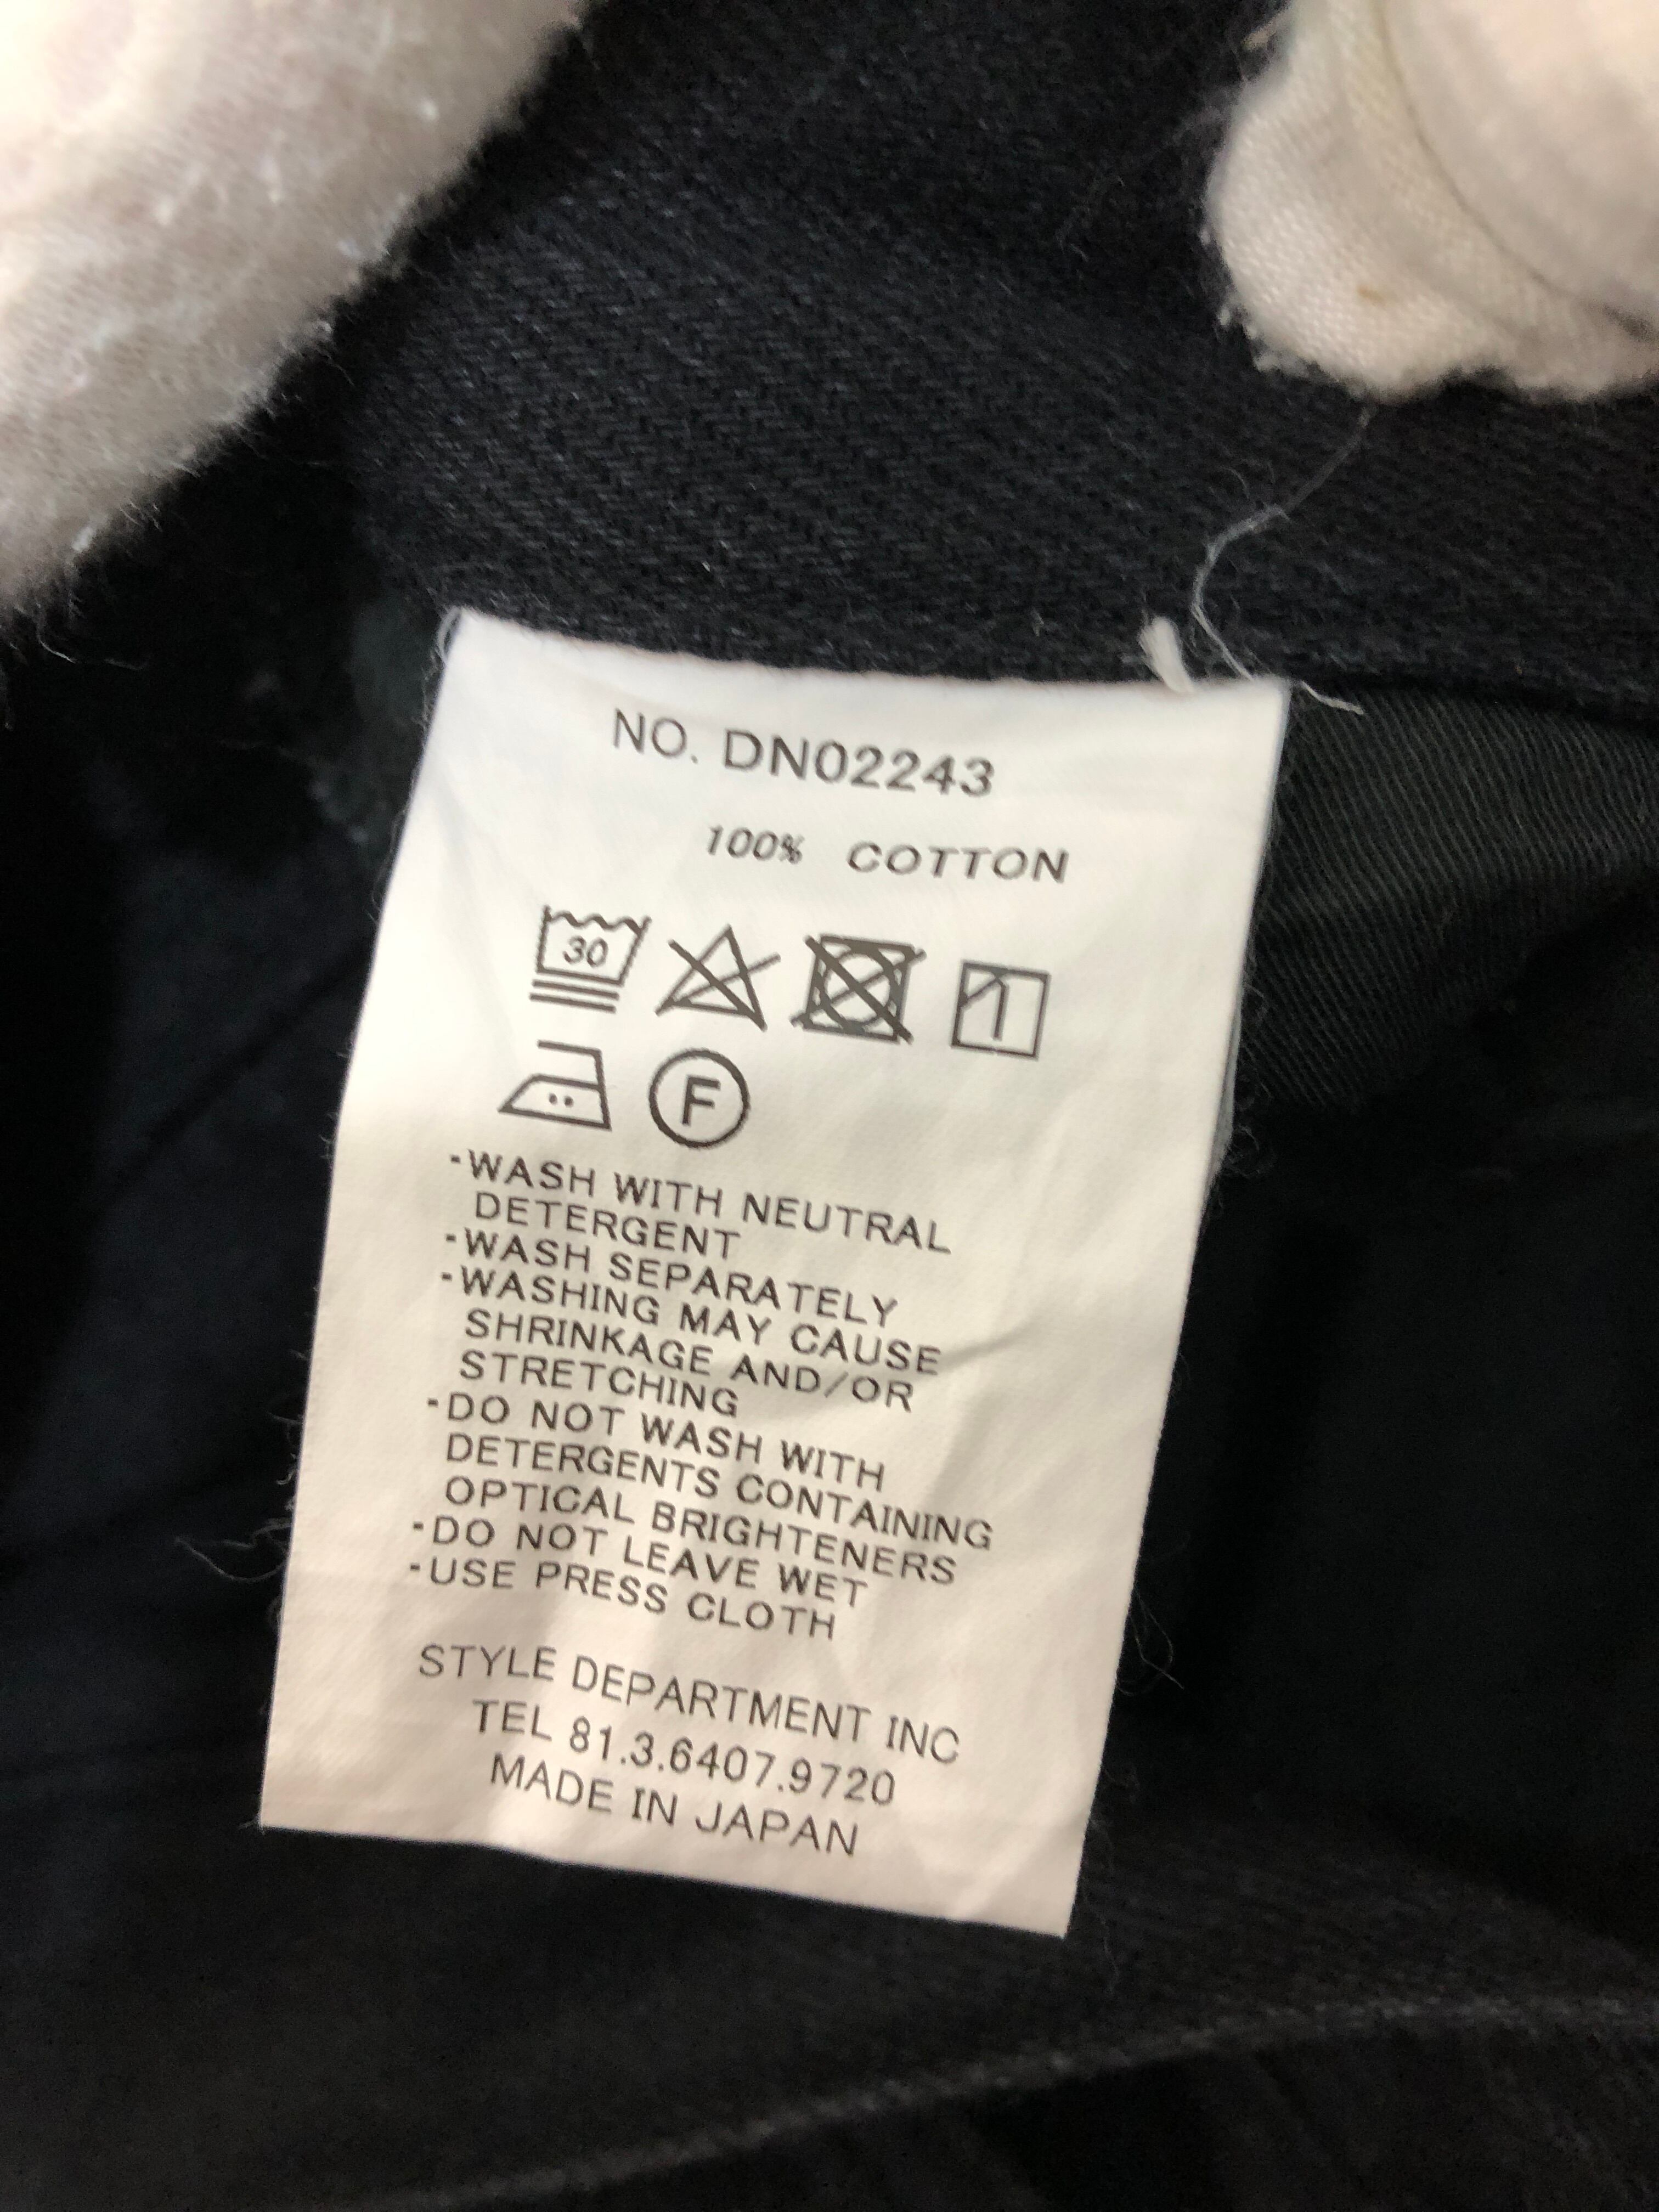 NO. DN02243
100% COTTON
30
F
-WASH WITH NEUTRAL
DETERGENT
-WASH SEPARATELY
-WASHING MAY CAUSE
SHRINKAGE AND/OR
STRETCHING
-DO NOT WASH WITH
DETERGENTS CONTAINING
OPTICAL BRIGHTENERS
-DO NOT LEAVE WET
-USE PRESS CLOTH
STYLE DEPARTMENT INC
TEL 81.3.6407.9720
MADE IN JAPAN